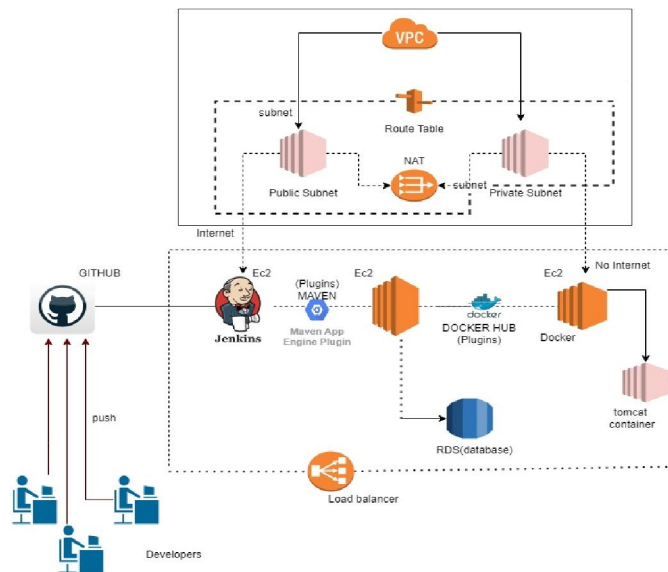 VPC
subnet
Route Table
NAT
Public Subnet
subnet
Private Subnet
Internet
No Internet
GITHUB
Ec2
(Plugins)
MAVEN
Ec2
Ec2
Jenkins
Maven App
Engine Plugin
docker
DOCKER HUB
(Plugins)
Docker
tomcat
container
push
RDS(database)
Load balancer
Developers